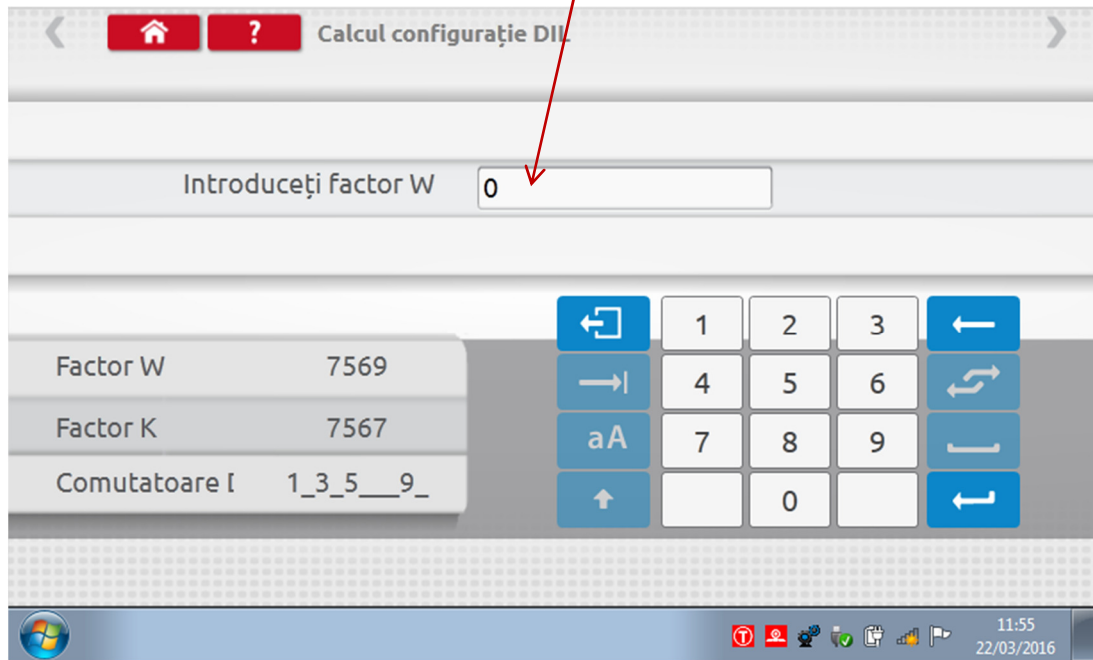 ? Calcul configurație DIL
Introduceți factor W 0
1 2 3
Factor W 7569
4 5 6
Factor K 7567
aA 7 8 9
Comutatoare D 1_3_5___9_
0
11:55
22/03/2016